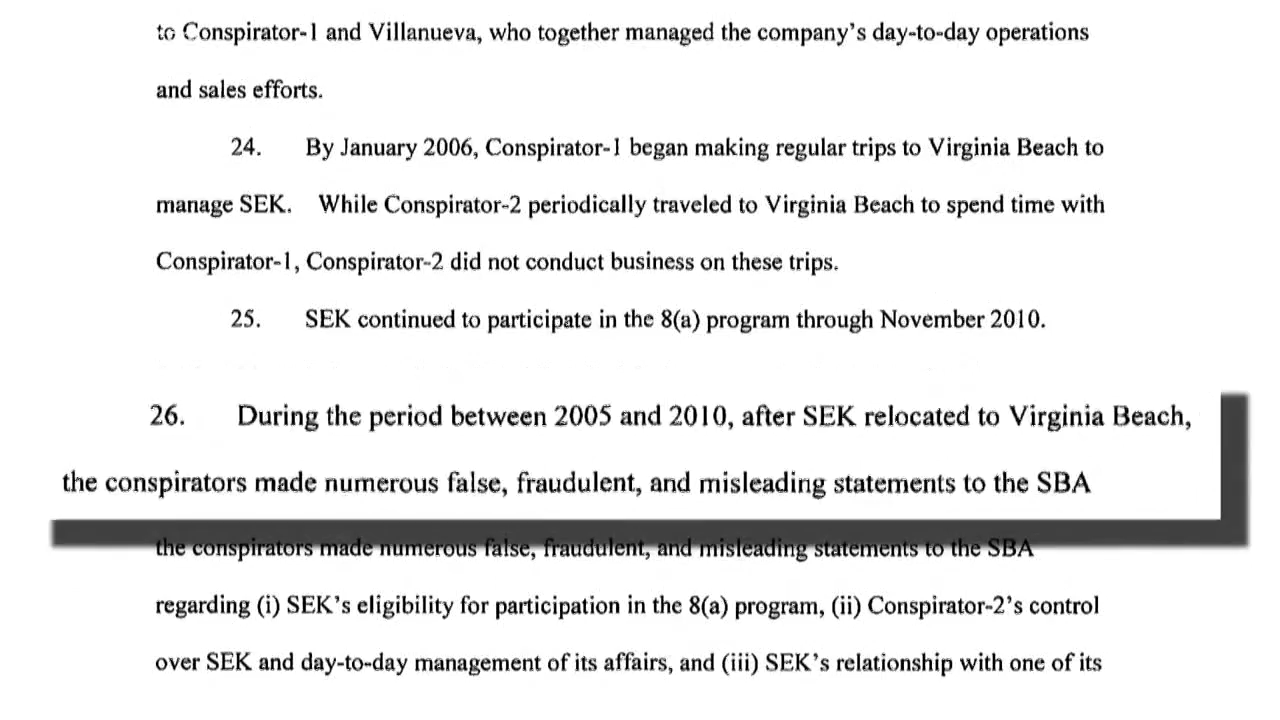 to Conspirator-1 and Villanueva, who together managed the company's day-to-day operations
and sales efforts.
24. By January 2006, Conspirator-1 began making regular trips to Virginia Beach to
manage SEK. While Conspirator-2 periodically traveled to Virginia Beach to spend time with
Conspirator-1, Conspirator-2 did not conduct business on these trips.
25. SEK continued to participate in the 8(a) program through November 2010.
26. During the period between 2005 and 2010, after SEK relocated to Virginia Beach,
the conspirators made numerous false, fraudulent, and misleading statements to the SBA
the conspirators made numerous false, fraudulent, and misleading statements to the SBA
regarding (i) SEK's eligibility for participation in the 8(a) program, (ii) Conspirator-2's control
over SEK and day-to-day management of its affairs, and (iii) SEK's relationship with one of its